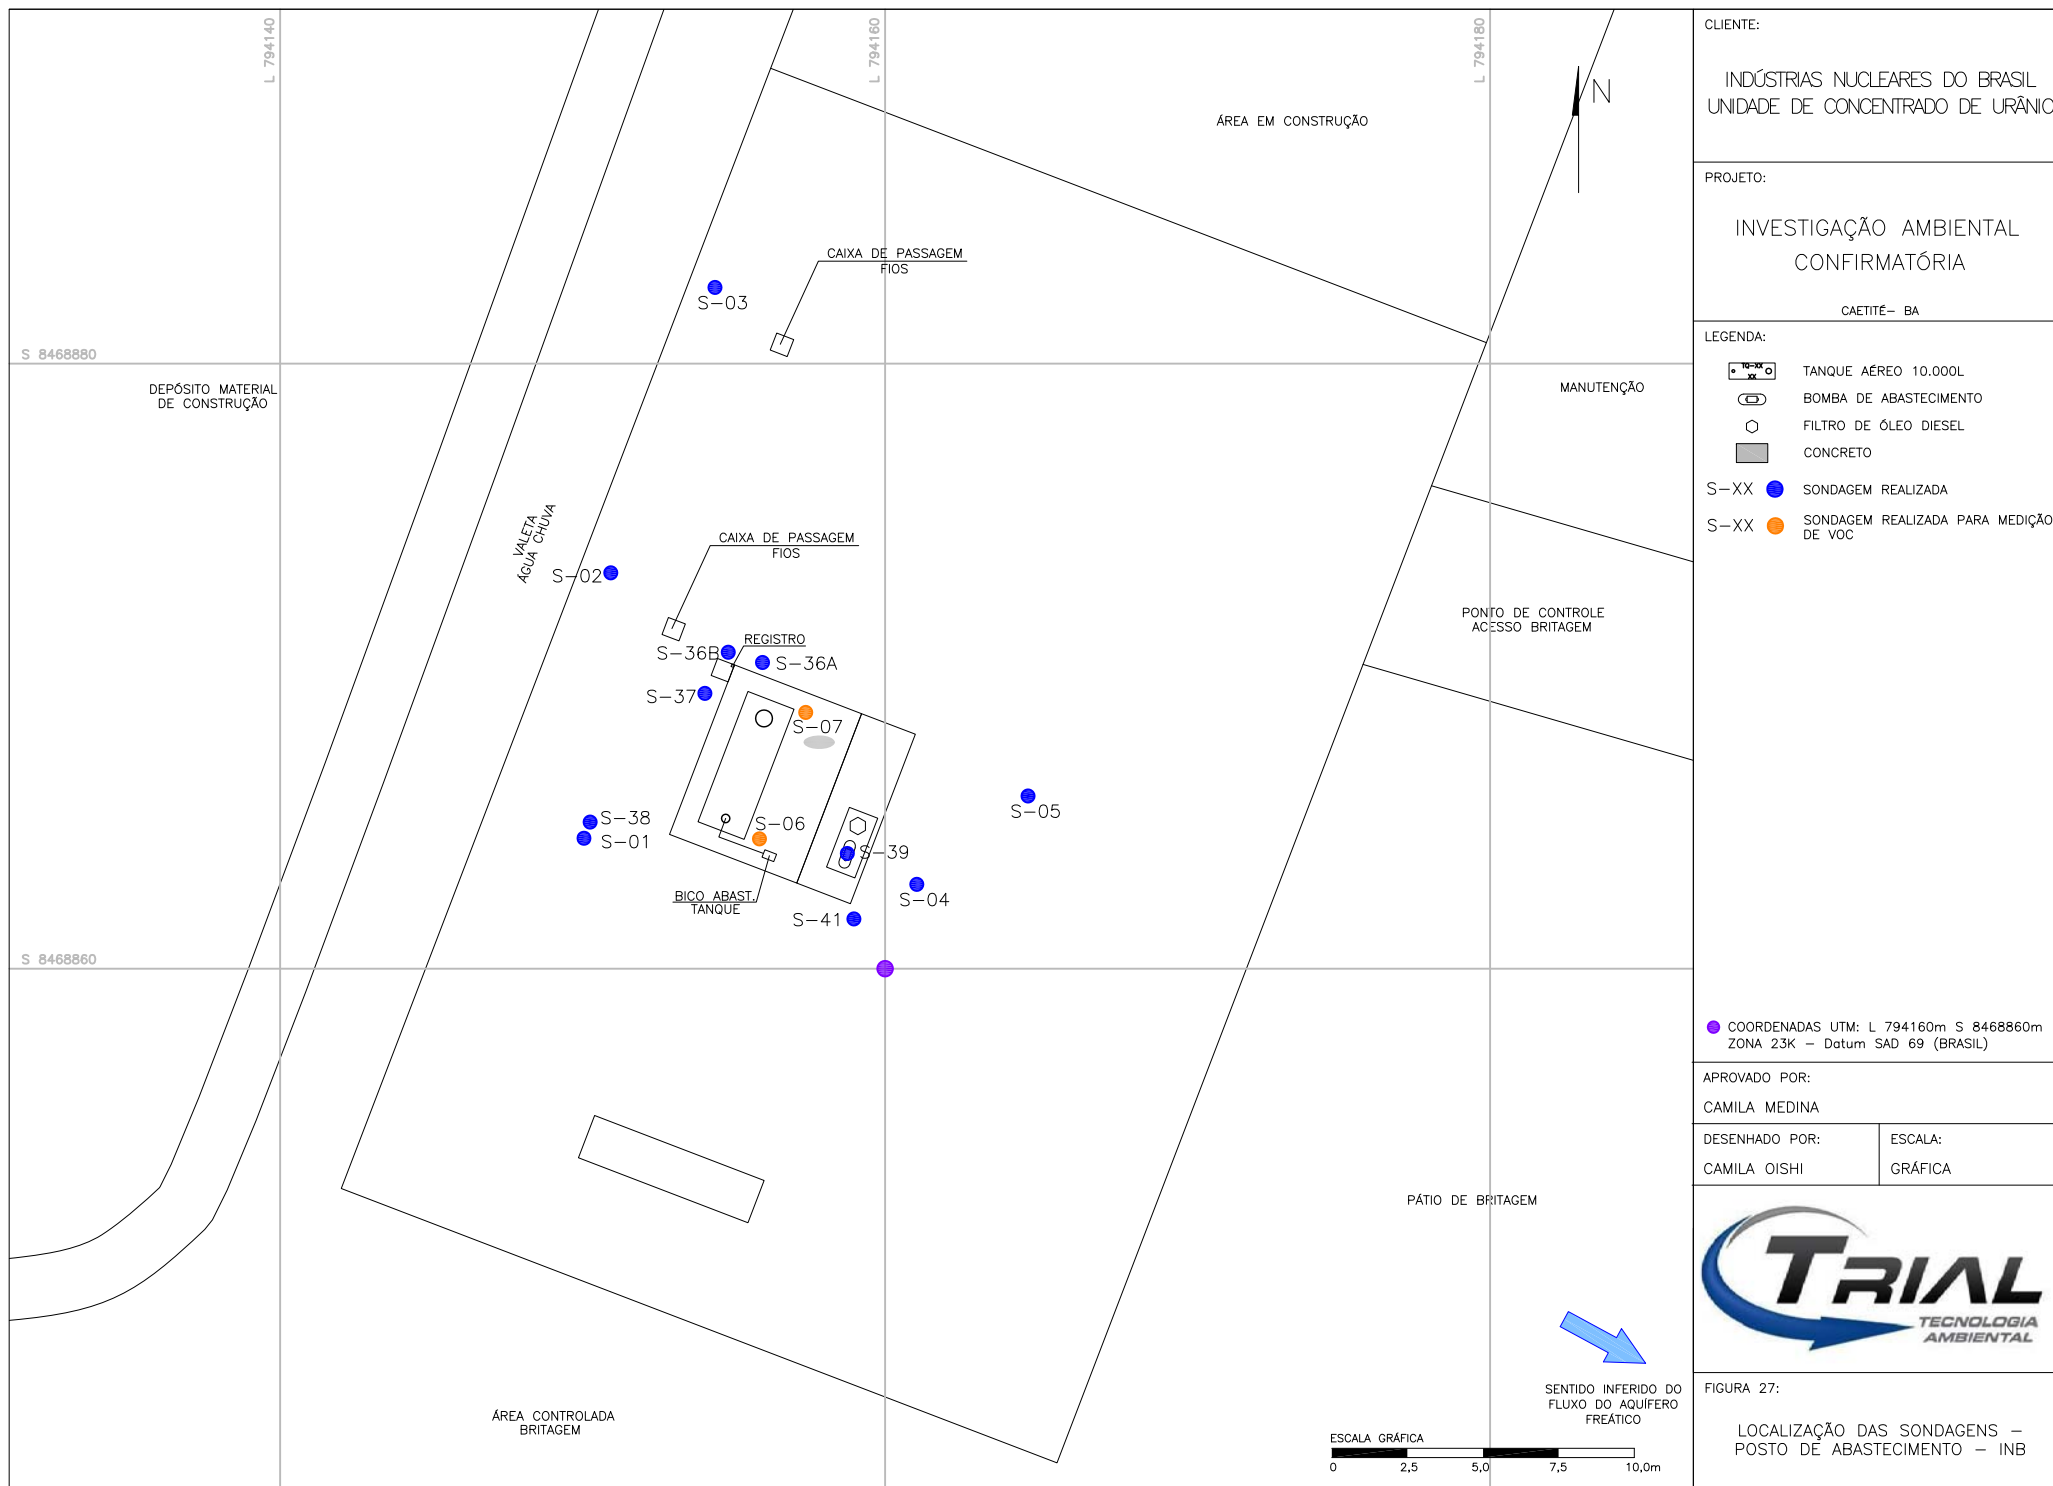 L 794140
L 794160
L 794180
S 8468880
S 8468860
ÁREA EM CONSTRUÇÃO
N
CAIXA DE PASSAGEM
FIOS
S-03
DEPÓSITO MATERIAL
DE CONSTRUÇÃO
MANUTENÇÃO
VALETA
ÁGUA CHUVA
CAIXA DE PASSAGEM
FIOS
S-02
PONTO DE CONTROLE
ACESSO BRITAGEM
REGISTRO
S-36B
S-36A
S-37
S-07
S-05
S-38
S-01
S-06
S-39
BICO ABAST.
TANQUE
S-04
S-41
PÁTIO DE BRITAGEM
ÁREA CONTROLADA
BRITAGEM
SENTIDO INFERIDO DO
FLUXO DO AQUÍFERO
FREÁTICO
ESCALA GRÁFICA
0 2,5 5,0 7,5 10,0m
CLIENTE:
INDÚSTRIAS NUCLEARES DO BRASIL
UNIDADE DE CONCENTRADO DE URÂNIO
PROJETO:
INVESTIGAÇÃO AMBIENTAL
CONFIRMATÓRIA
CAETITÉ- BA
LEGENDA:
TQ-XX
XX
TANQUE AÉREO 10.000L
BOMBA DE ABASTECIMENTO
FILTRO DE ÓLEO DIESEL
CONCRETO
S-XX SONDAGEM REALIZADA
S-XX SONDAGEM REALIZADA PARA MEDIÇÃO
DE VOC
COORDENADAS UTM: L 794160m S 8468860m
ZONA 23K - Datum SAD 69 (BRASIL)
APROVADO POR:
CAMILA MEDINA
DESENHADO POR:
CAMILA OISHI
ESCALA:
GRÁFICA
TRIAL
TECNOLOGIA
AMBIENTAL
FIGURA 27:
LOCALIZAÇÃO DAS SONDAGENS -
POSTO DE ABASTECIMENTO - INB